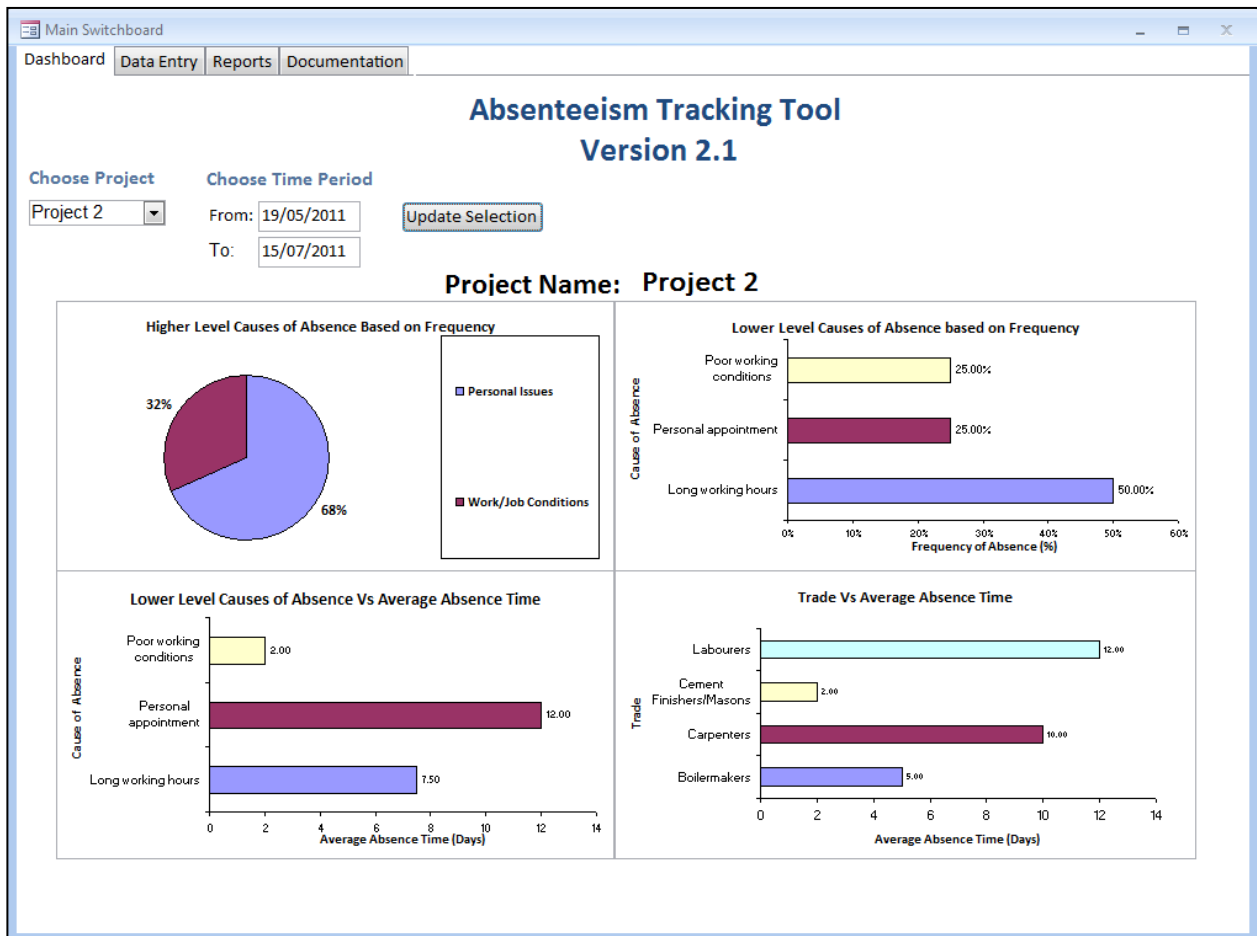 Main Switchboard
Dashboard Data Entry Reports Documentation
Absenteeism Tracking Tool
Version 2.1
Choose Project Choose Time Period
Project 2 From: 19/05/2011 Update Selection
To: 15/07/2011
Project Name: Project 2
Higher Level Causes of Absence Based on Frequency
32%
68%
Personal Issues
Work/Job Conditions
Lower Level Causes of Absence based on Frequency
Cause of Absence
Poor working
conditions
25.00%
Personal appointment 25.00%
Long working hours 50.00%
0% 10% 20% 30% 40% 50% 60%
Frequency of Absence (%)
Lower Level Causes of Absence Vs Average Absence Time
Cause of Absence
Poor working
conditions
2.00
Personal
appointment
12.00
Long working hours 7.50
0 2 4 6 8 10 12 14
Average Absence Time (Days)
Trade Vs Average Absence Time
Trade
Labourers 12.00
Cement
Finishers/Masons
2.00
Carpenters 10.00
Boilermakers 5.00
0 2 4 6 8 10 12 14
Average Absence Time (Days)